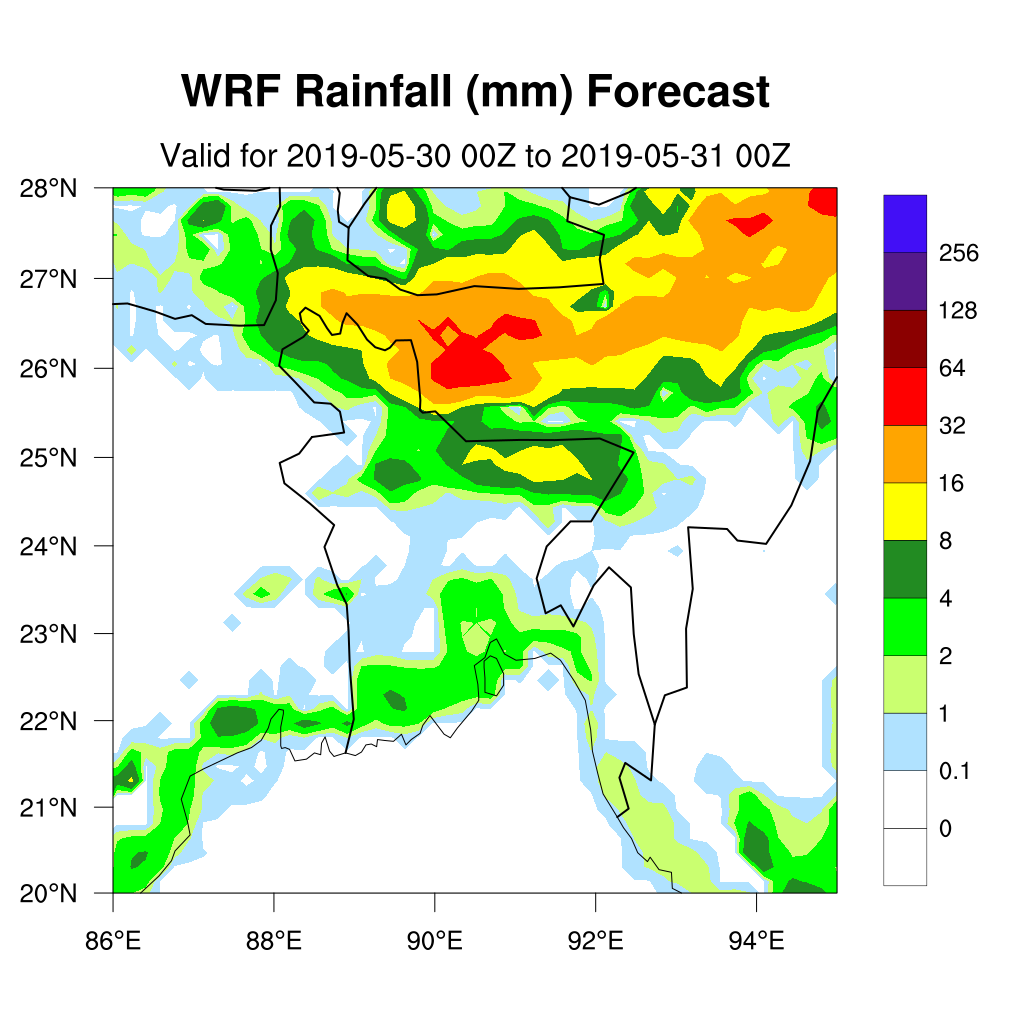 WRF Rainfall (mm) Forecast
Valid for 2019-05-30 00Z to 2019-05-31 00Z
28°N
27°N
26°N
25°N
24°N
23°N
22°N
21°N
20°N
86°E 88°E 90°E 92°E 94°E
256
128
64
32
16
8
4
2
1
0.1
0